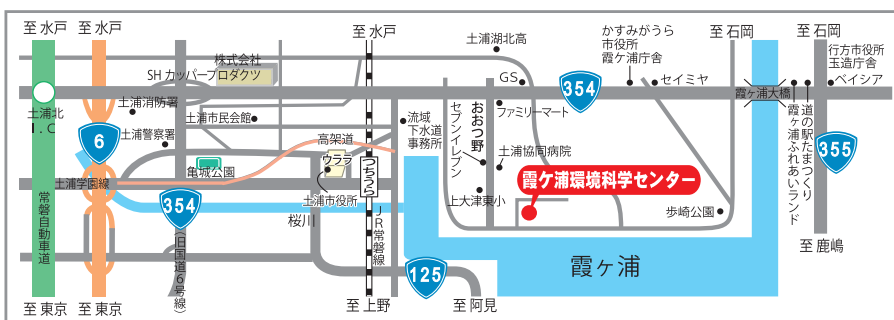 至 水戸
至 水戸
至 水戸
至 石岡
至 石岡
土浦湖北高
かすみがうら
市役所
霞ヶ浦庁舎
行方市役所
玉造庁舎
株式会社
SHカッパープロダクツ
GS
354
セイミヤ
ベイシア
霞ヶ浦大橋
土浦北
I.C
土浦消防署
土浦市民会館
流域
下水道
事務所
セブンイレブン
おおつ野
ファミリーマート
道の駅たまつくり
霞ヶ浦ふれあいランド
6
土浦警察署
高架道
355
亀城公園
ウララ
つちうら
土浦協同病院
霞ケ浦環境科学センター
土浦学園線
土浦市役所
上大津東小
歩崎公園
354
桜川
常磐自動車道
(旧国道6号線)
JR常磐線
至 鹿嶋
125
霞ヶ浦
至 東京
至 東京
至 上野
至 阿見